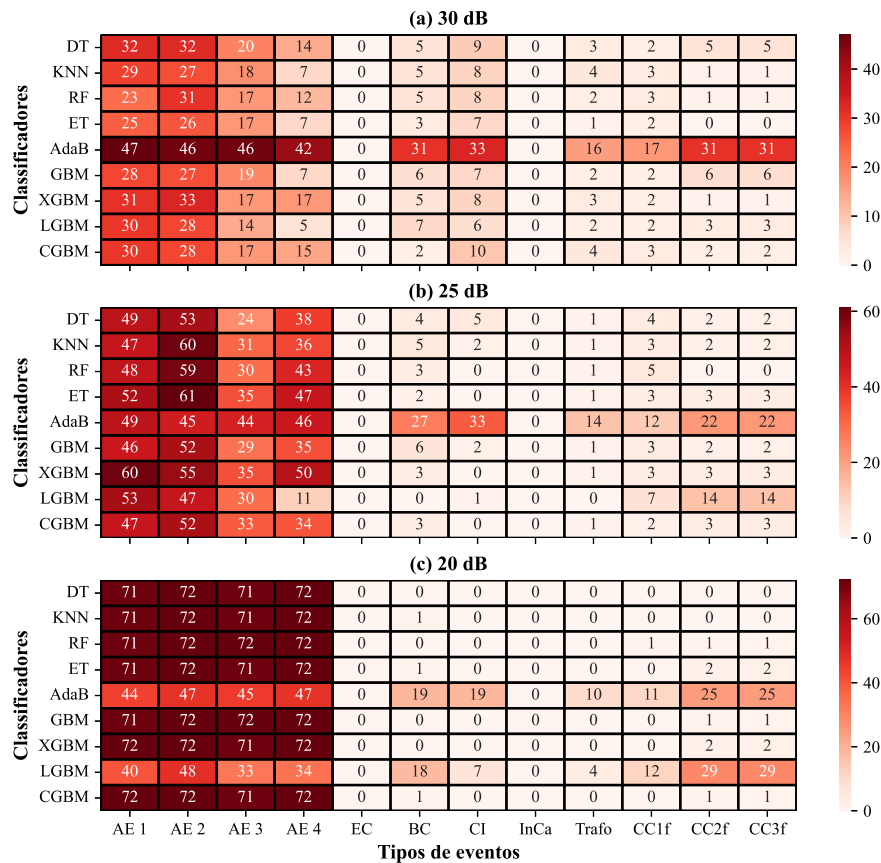 (a) 30 dB
Classificadores
DT 32 32 20 14 0 5 9 0 3 2 5 5
KNN 29 27 18 7 0 5 8 0 4 3 1 1
RF 23 31 17 12 0 5 8 0 2 3 1 1
ET 25 26 17 7 0 3 7 0 1 2 0 0
AdaB 47 46 46 42 0 31 33 0 16 17 31 31
GBM 28 27 19 7 0 6 7 0 2 2 6 6
XGBM 31 33 17 17 0 5 8 0 3 2 1 1
LGBM 30 28 14 5 0 7 6 0 2 2 3 3
CGBM 30 28 17 15 0 2 10 0 4 3 2 2
40
30
20
10
0
(b) 25 dB
Classificadores
DT 49 53 24 38 0 4 5 0 1 4 2 2
KNN 47 60 31 36 0 5 2 0 1 3 2 2
RF 48 59 30 43 0 3 0 0 1 5 0 0
ET 52 61 35 47 0 2 0 0 1 3 3 3
AdaB 49 45 44 46 0 27 33 0 14 12 22 22
GBM 46 52 29 35 0 6 2 0 1 3 2 2
XGBM 60 55 35 50 0 3 0 0 1 3 3 3
LGBM 53 47 30 11 0 0 1 0 0 7 14 14
CGBM 47 52 33 34 0 3 0 0 1 2 3 3
60
40
20
0
(c) 20 dB
Classificadores
DT 71 72 71 72 0 0 0 0 0 0 0 0
KNN 71 72 71 72 0 1 0 0 0 0 0 0
RF 71 72 72 72 0 0 0 0 0 1 1 1
ET 71 72 71 72 0 1 0 0 0 0 2 2
AdaB 44 47 45 47 0 19 19 0 10 11 25 25
GBM 71 72 72 72 0 0 0 0 0 0 1 1
XGBM 72 72 71 72 0 0 0 0 0 0 2 2
LGBM 40 48 33 34 0 18 7 0 4 12 29 29
CGBM 72 72 71 72 0 1 0 0 0 0 1 1
60
40
20
0
AE 1 AE 2 AE 3 AE 4 EC BC CI InCa Trafo CC1f CC2f CC3f
Tipos de eventos